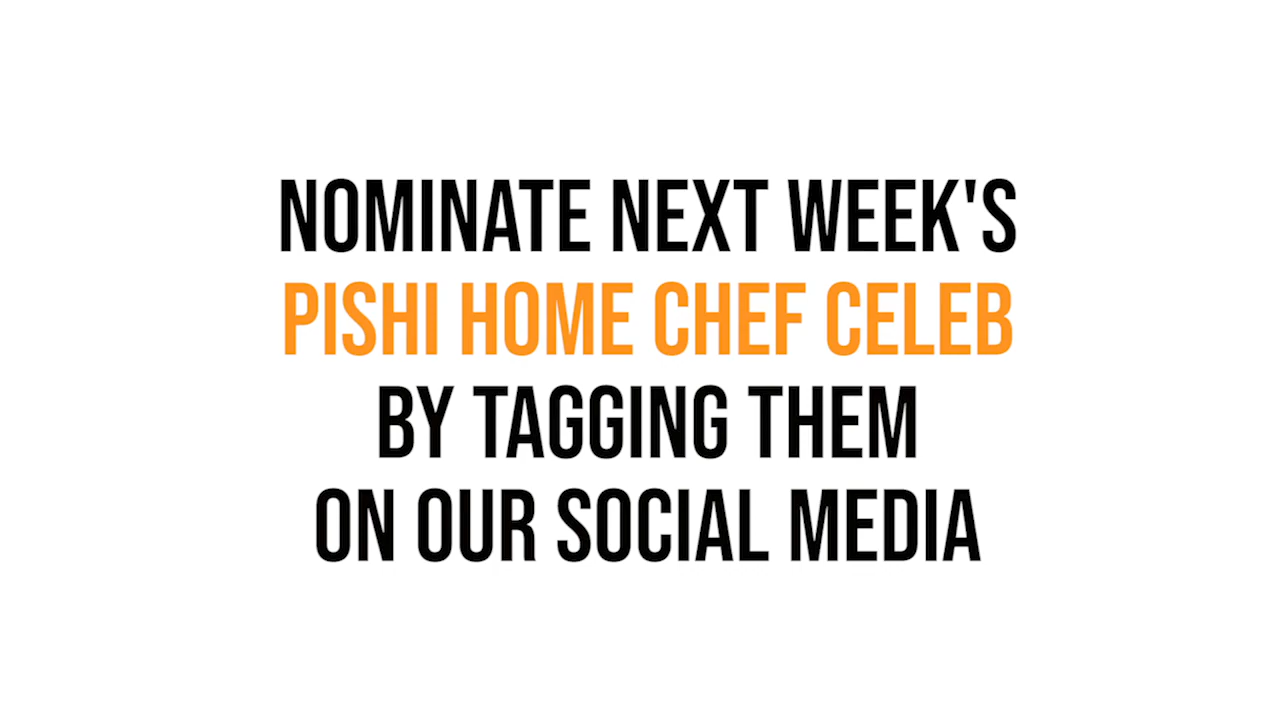 NOMINATE NEXT WEEK'S
PISHI HOME CHEF CELEB
BY TAGGING THEM
ON OUR SOCIAL MEDIA